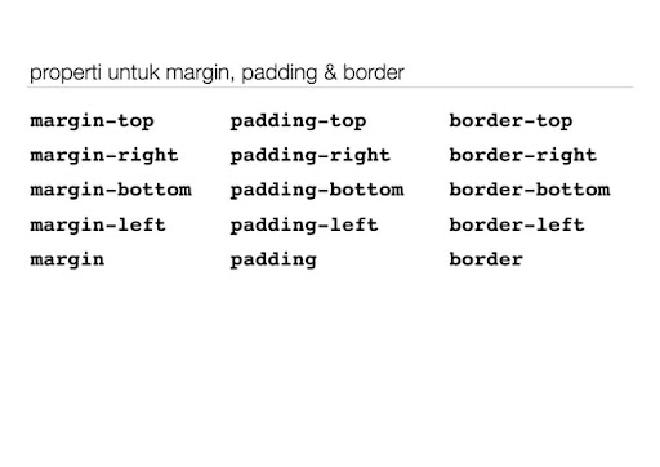 properti untuk margin, padding & border
margin-top padding-top border-top
margin-right padding-right border-right
margin-bottom padding-bottom border-bottom
margin-left padding-left border-left
margin padding border